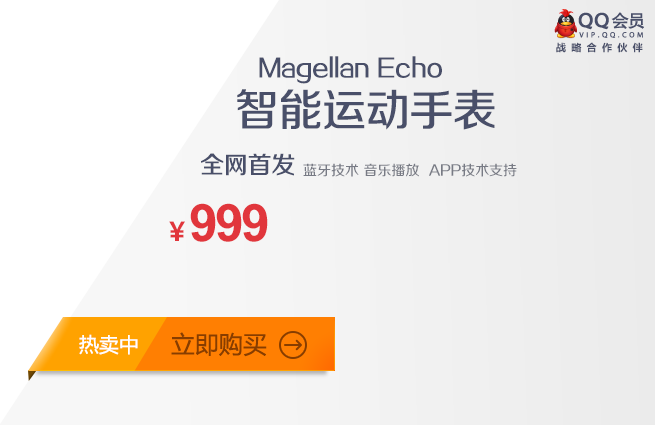 QQ会员
VIP.QQ.COM
战略合作伙伴
Magellan Echo
智能运动手表
全网首发 蓝牙技术 音乐播放 APP技术支持
¥999
热卖中 立即购买